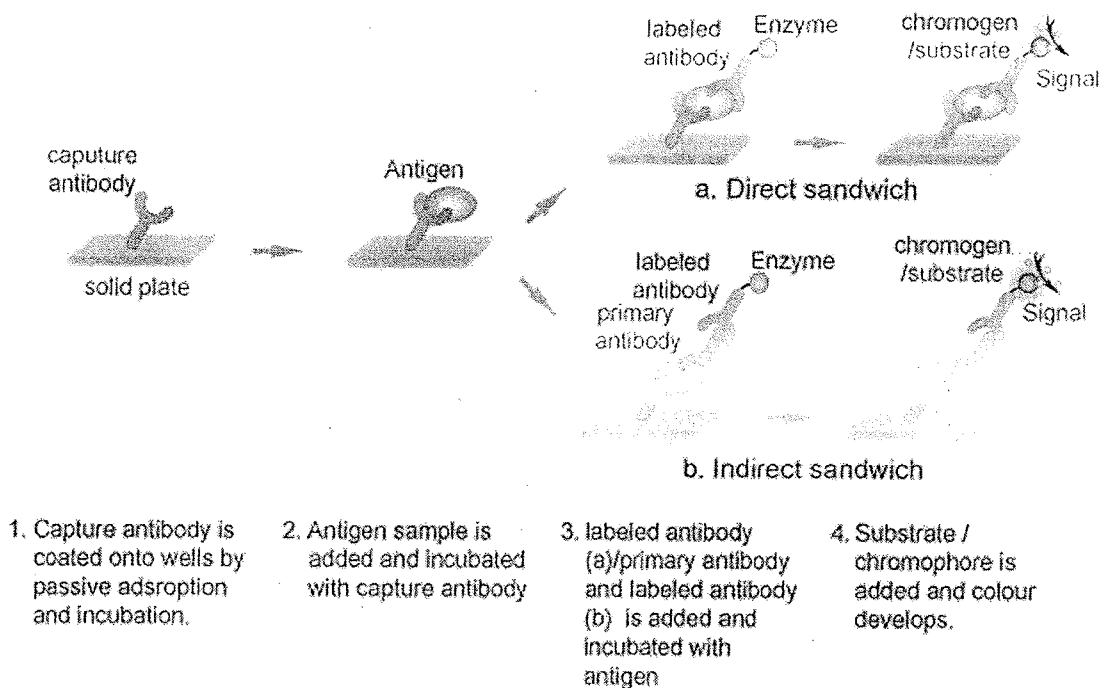 labeled
antibody
Enzyme
chromogen
/substrate
Signal
caputure
antibody
Antigen
solid plate
a. Direct sandwich
labeled
antibody
Enzyme
primary
antibody
chromogen
/substrate
Signal
b. Indirect sandwich
1. Capture antibody is
coated onto wells by
passive adsroption
and incubation.
2. Antigen sample is
added and incubated
with capture antibody
3. labeled antibody
(a)/primary antibody
and labeled antibody
(b) is added and
incubated with
antigen
4. Substrate /
chromophore is
added and colour
develops.